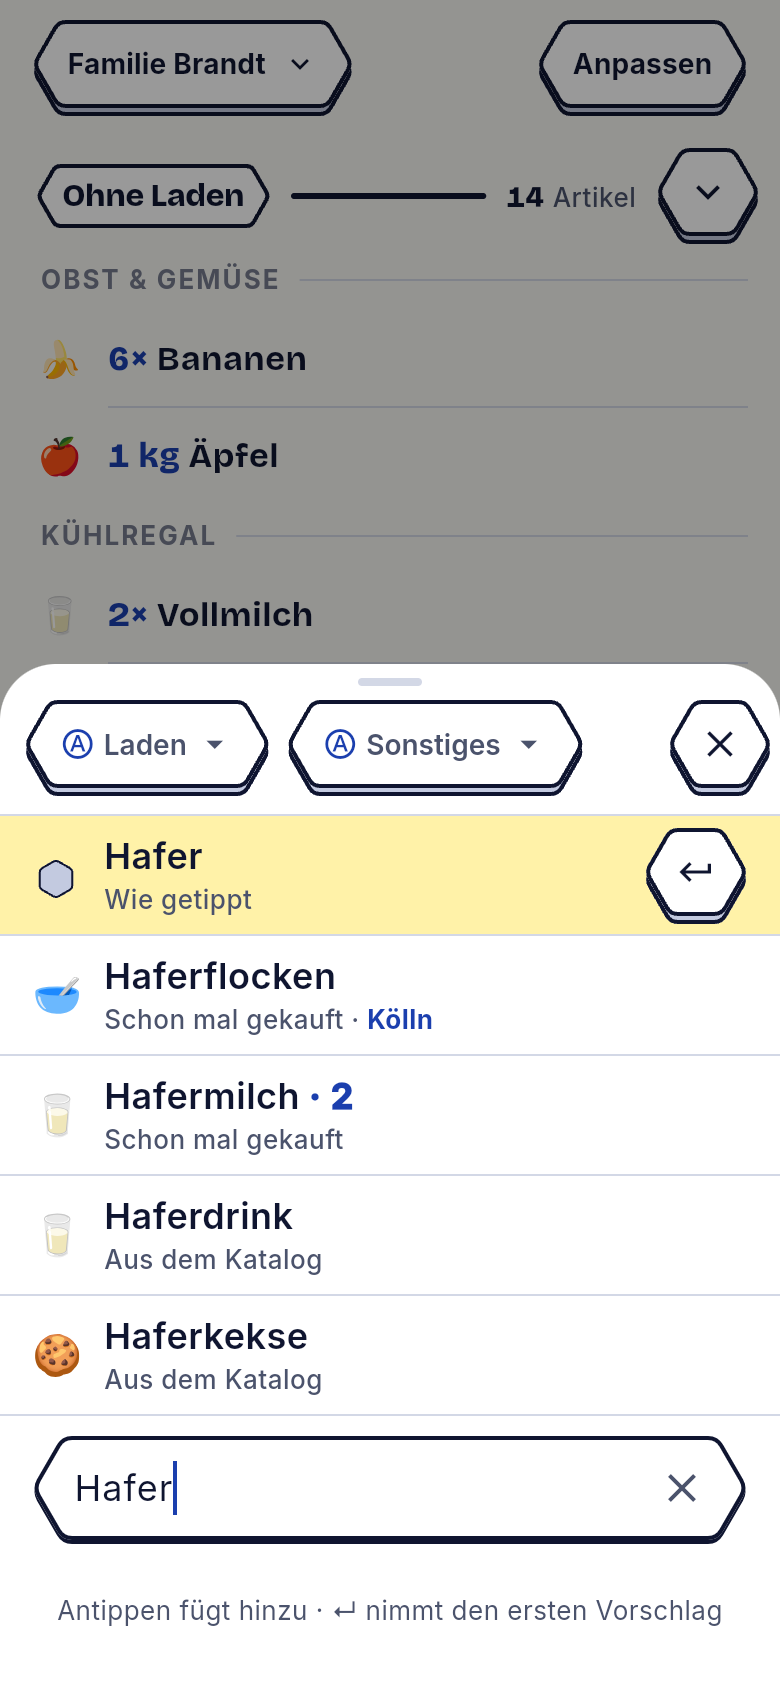 Familie Brandt
Anpassen
Ohne Laden
14 Artikel
OBST & GEMÜSE
6× Bananen
1 kg Äpfel
KÜHLREGAL
2× Vollmilch
A Laden
A Sonstiges
Hafer
Wie getippt
Haferflocken
Schon mal gekauft · Kölln
Hafermilch · 2
Schon mal gekauft
Haferdrink
Aus dem Katalog
Haferkekse
Aus dem Katalog
Hafer
Antippen fügt hinzu · ↵ nimmt den ersten Vorschlag